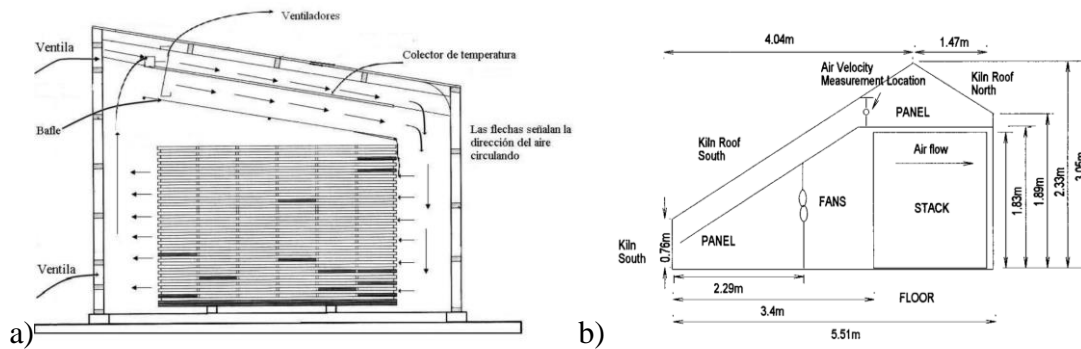 Ventiladores
Ventila
Colector de temperatura
Bafle
Las flechas señalan la
dirección del aire
circulando
Ventila
a)
4.04m
1.47m
Air Velocity
Measurement Location
Kiln Roof
North
PANEL
Kiln Roof
South
Air flow
FANS
STACK
Kiln
South
PANEL
0.76m
1.83m
1.89m
2.33m
3.05m
2.29m
3.4m
FLOOR
5.51m
b)